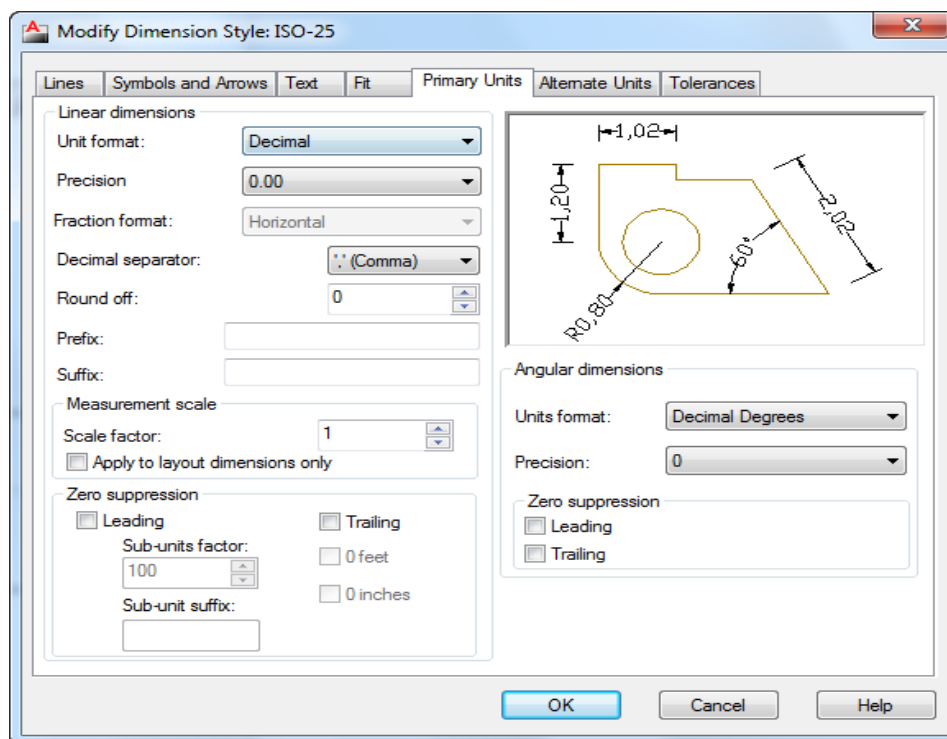 Modify Dimension Style: ISO-25
Lines Symbols and Arrows Text Fit Primary Units Alternate Units Tolerances
Linear dimensions
Unit format: Decimal
Precision 0.00
Fraction format: Horizontal
Decimal separator: ',' (Comma)
Round off: 0
Prefix:
Suffix:
Measurement scale
Scale factor: 1
Apply to layout dimensions only
Zero suppression
Leading Trailing
Sub-units factor: 0 feet
100
0 inches
Sub-unit suffix:
1,02
1,20
2,02
60°
R0,80
Angular dimensions
Units format: Decimal Degrees
Precision: 0
Zero suppression
Leading
Trailing
OK Cancel Help